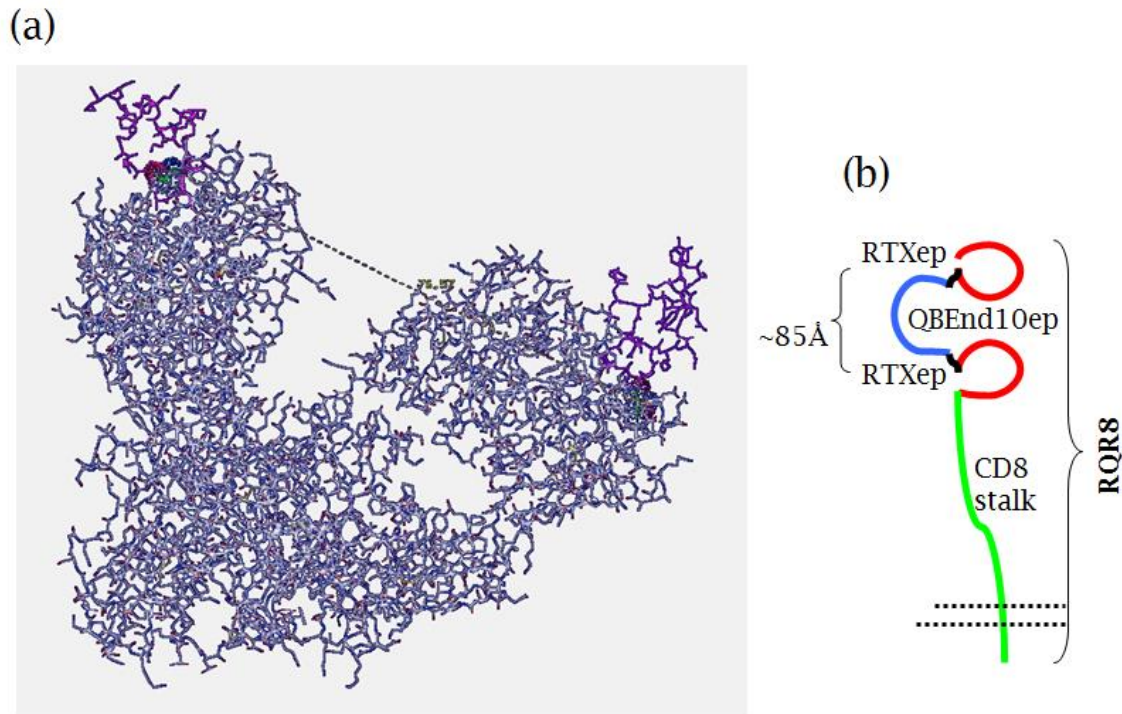 (a)
(b)
RTXep
QBEnd10ep
~85Å
RTXep
CD8
stalk
RQR8